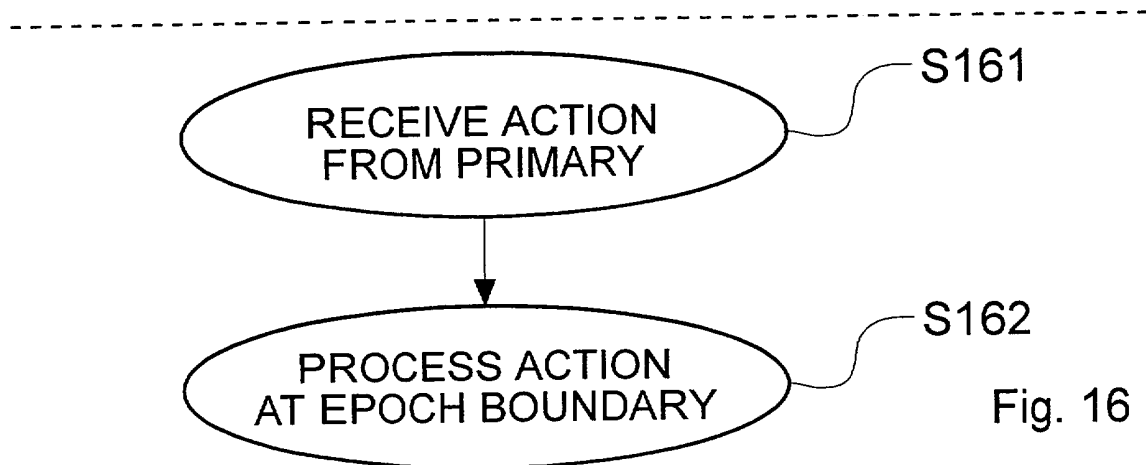 S161
RECEIVE ACTION
FROM PRIMARY
S162
PROCESS ACTION
AT EPOCH BOUNDARY
Fig. 16